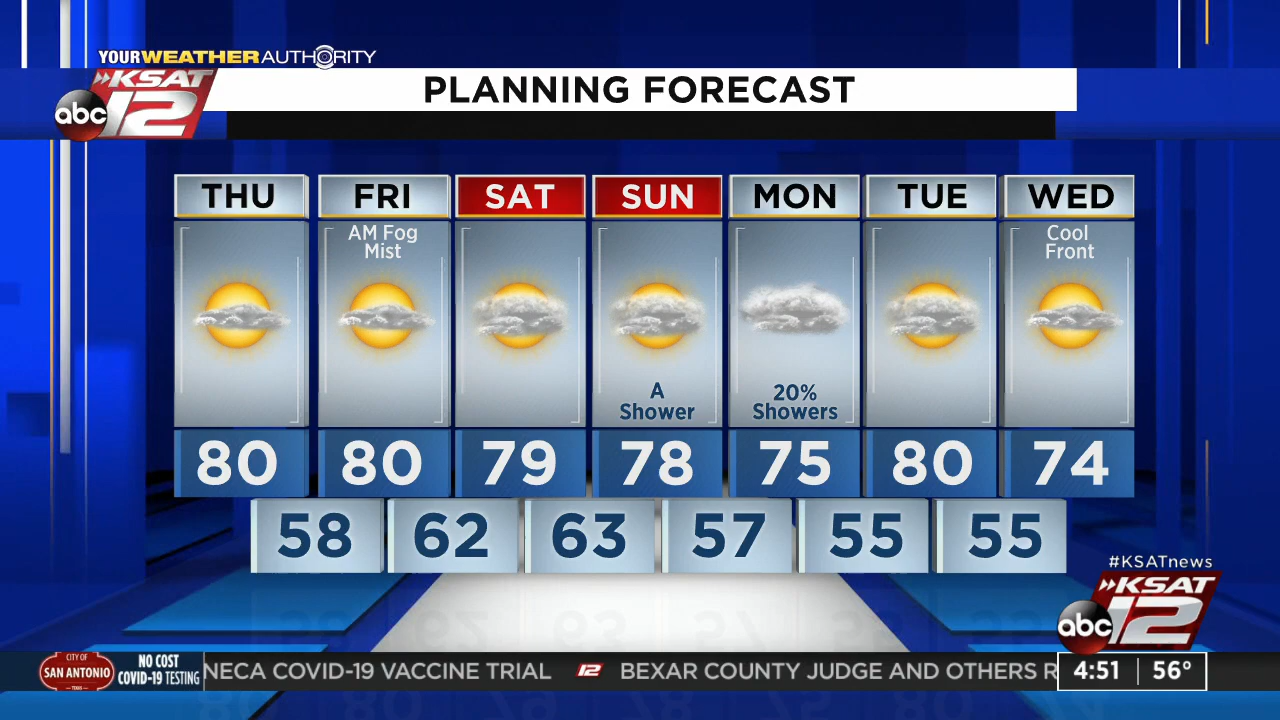 YOURWEATHERAUTHORITY
KSAT
abc 12
PLANNING FORECAST
THU FRI SAT SUN MON TUE WED
AM Fog
Mist
Cool
Front
A
Shower
20%
Showers
80 80 79 78 75 80 74
58 62 63 57 55 55
#KSATnews
KSAT
abc 12
CITY OF
SAN ANTONIO
TEXAS
NO COST
COVID-19 TESTING
NECA COVID-19 VACCINE TRIAL 12 BEXAR COUNTY JUDGE AND OTHERS R
4:51 56°